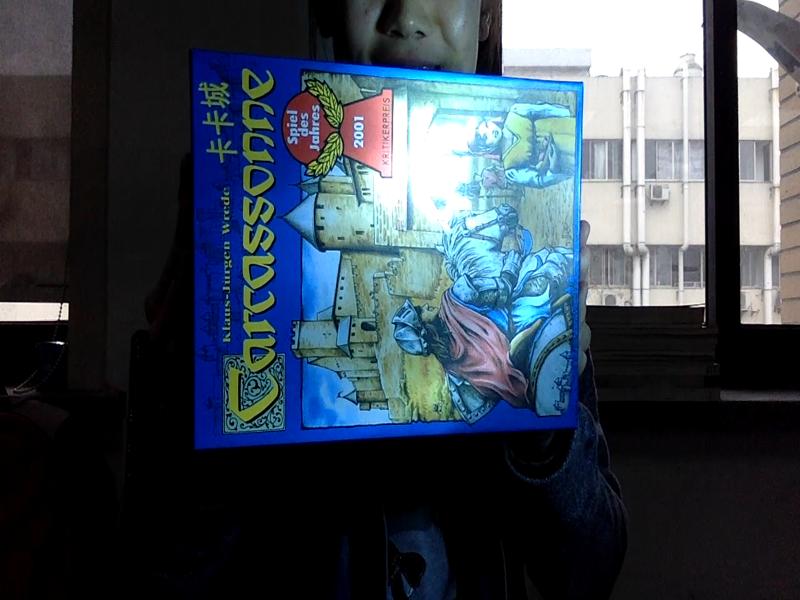 卡卡城
Klaus-Jürgen Wrede
Carcassonne
Spiel
des
Jahres
2001
KRITIKERPREIS